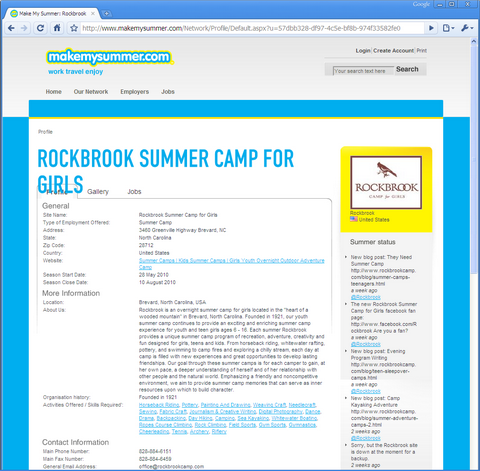 Make My Summer: Rockbrook
Google
http://www.makemysummer.com/Network/Profile/Default.aspx?u=57dbb328-df97-4c5e-bf8b-974f33582fe0
Login | Create Account | Print
makemysummer.com
work travel enjoy
Your search text here
Search
Home
Our Network
Employers
Jobs
Profile
ROCKBROOK SUMMER CAMP FOR
GIRLS
Profile
Gallery
Jobs
General
Site Name: Rockbrook Summer Camp for Girls
Type of Employment Offered: Summer Camp
Address: 3460 Greenville Highway Brevard, NC
State: North Carolina
Zip Code: 28712
Country: United States
Website: Summer Camps | Kids Summer Camps | Girls Youth Overnight Outdoor Adventure
Camp
Season Start Date: 25 May 2010
Season Close Date: 10 August 2010
More Information
Location: Brevard, North Carolina, USA
About Us: Rockbrook is an overnight summer camp for girls located in the "heart of a
wooded mountain" in Brevard, North Carolina. Founded in 1921, our youth
summer camp continues to provide an exciting and enriching summer camp
experience for youth and teen girls ages 6 - 16. Each summer Rockbrook
provides a unique summer camp program of recreation, adventure, creativity and
fun designed for girls, teens and kids. From horseback riding, whitewater rafting,
pottery, and swimming to camp fires and exploring a chilly stream, each day at
camp is filled with new experiences and great opportunities to develop lasting
friendships. Our goal through these summer camps is for each camper to gain, at
her own pace, a deeper understanding of herself and of her relationship with
other people and the natural world. Emphasizing a friendly and noncompetitive
environment, we aim to provide summer camp memories that can serve as inner
resources upon which to build character.
Organisation history: Founded in 1921
Activities Offered / Skills Required*: Horseback Riding, Pottery, Painting And Drawing, Weaving Craft, Needlecraft,
Sewing, Fabric Craft, Journalism & Creative Writing, Digital Photography, Dance,
Drama, Backpacking, Day Hiking, Camping, Sea Kayaking, Whitewater Boating,
Ropes Course Climbing, Rock Climbing, Field Sports, Gym Sports, Gymnastics,
Cheerleading, Tennis, Archery, Riflery
Contact Information
Main Phone Number: 828-884-6151
Main Fax Number: 828-884-6459
General Email Address: office@rockbrookcamp.com
ROCKBROOK
CAMP for GIRLS
Rockbrook
United States
Summer status
New blog post: They Need
Summer Camp
http://www.rockbrookcamp.
com/blog/summer-camps-
teenagers.html
a week ago
@Rockbrook
The new Rockbrook Summer
Camp for Girls facebook fan
page:
http://www.facebook.com/R
ockbrook Are you a fan?
a week ago
@Rockbrook
New blog post: Evening
Program Writing
http://www.rockbrookcamp.
com/blog/teen-sleepover-
camps.html
a week ago
@Rockbrook
New blog post: Camp
Kayaking Adventure
http://www.rockbrookcamp.
com/blog/summer-adventure-
camps-2.html
2 weeks ago
@Rockbrook
Sorry, but the Rockbrook site
is down at the moment for a
backup.
2 weeks ago